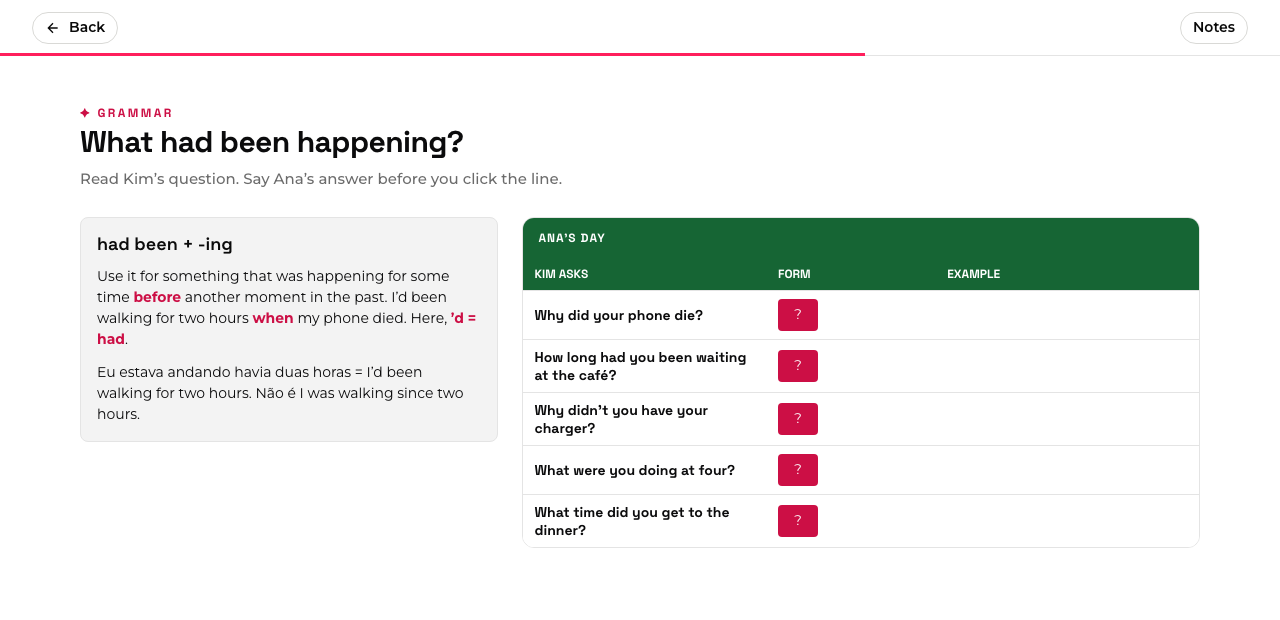 Back
Notes
GRAMMAR
What had been happening?
Read Kim’s question. Say Ana’s answer before you click the line.
had been + -ing
Use it for something that was happening for some
time before another moment in the past. I’d been
walking for two hours when my phone died. Here, ’d =
had.
Eu estava andando havia duas horas = I’d been
walking for two hours. Não é I was walking since two
hours.
ANA’S DAY
KIM ASKS FORM EXAMPLE
Why did your phone die? ?
How long had you been waiting
at the café? ?
Why didn’t you have your
charger? ?
What were you doing at four? ?
What time did you get to the
dinner? ?